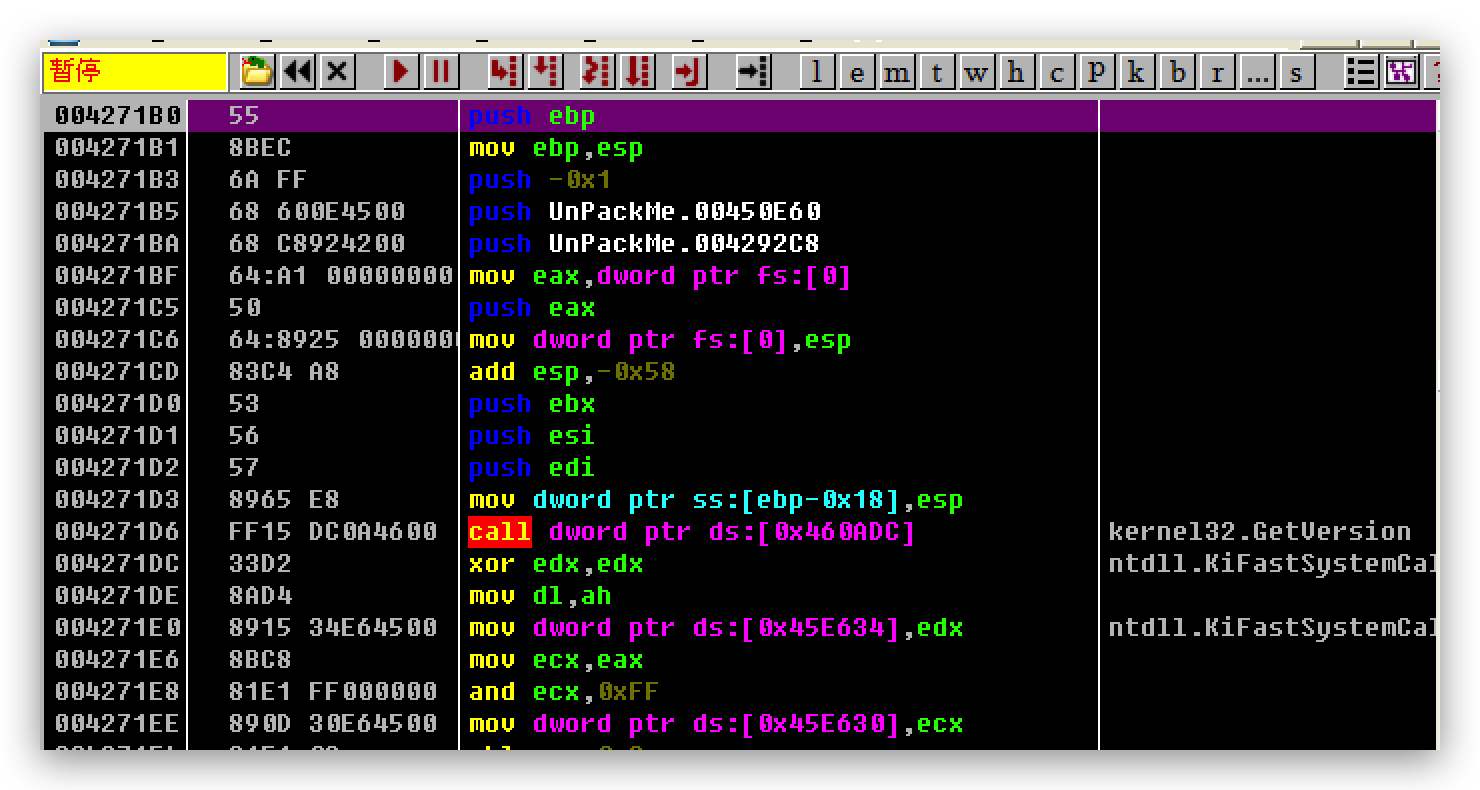 暂停 l e m t w h c P k b r ... s
004271B0 55 push ebp
004271B1 8BEC mov ebp,esp
004271B3 6A FF push -0x1
004271B5 68 600E4500 push UnPackMe.00450E60
004271BA 68 C8924200 push UnPackMe.004292C8
004271BF 64:A1 00000000 mov eax,dword ptr fs:[0]
004271C5 50 push eax
004271C6 64:8925 000000 mov dword ptr fs:[0],esp
004271CD 83C4 A8 add esp,-0x58
004271D0 53 push ebx
004271D1 56 push esi
004271D2 57 push edi
004271D3 8965 E8 mov dword ptr ss:[ebp-0x18],esp
004271D6 FF15 DC0A4600 call dword ptr ds:[0x460ADC] kernel32.GetVersion
004271DC 33D2 xor edx,edx ntdll.KiFastSystemCal
004271DE 8AD4 mov dl,ah
004271E0 8915 34E64500 mov dword ptr ds:[0x45E634],edx ntdll.KiFastSystemCal
004271E6 8BC8 mov ecx,eax
004271E8 81E1 FF000000 and ecx,0xFF
004271EE 890D 30E64500 mov dword ptr ds:[0x45E630],ecx